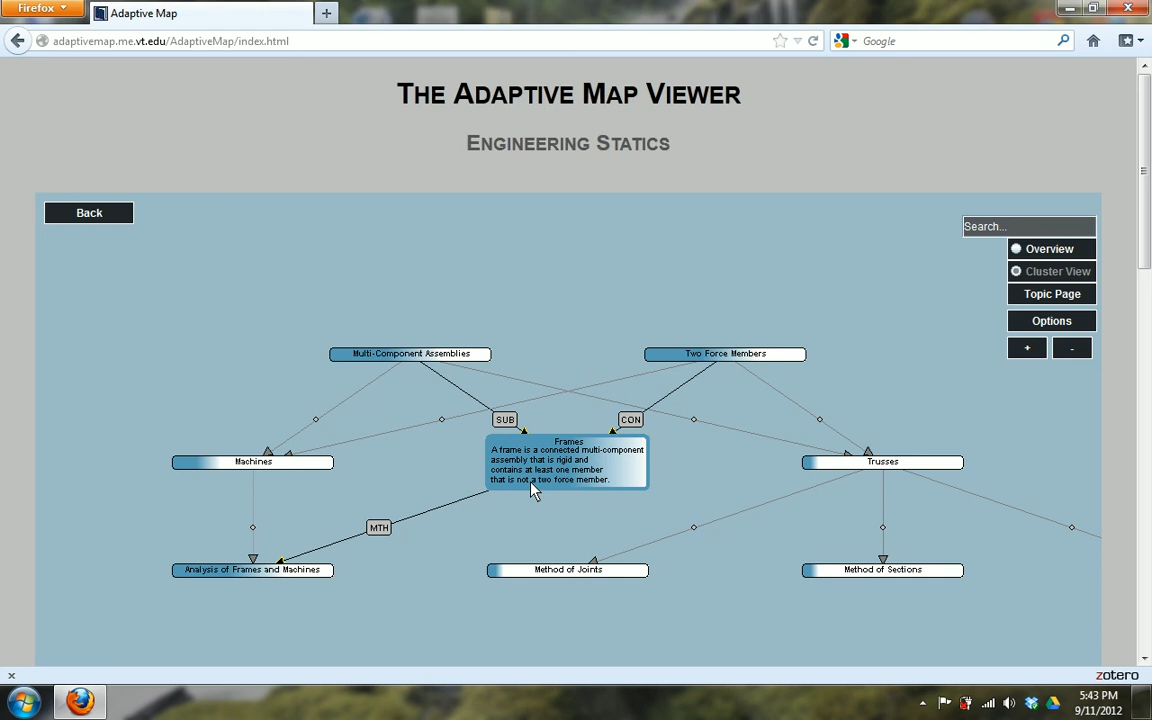 Firefox
Adaptive Map
adaptivemap.me.vt.edu/AdaptiveMap/index.html
Google
THE ADAPTIVE MAP VIEWER
ENGINEERING STATICS
Back
Search...
Overview
Cluster View
Topic Page
Options
+ -
Multi-Component Assemblies
Two Force Members
SUB
CON
Frames
A frame is a connected multi-component
assembly that is rigid and
contains at least one member
that is not a two force member.
Machines
Trusses
MTH
Analysis of Frames and Machines
Method of Joints
Method of Sections
zotero
5:43 PM
9/11/2012